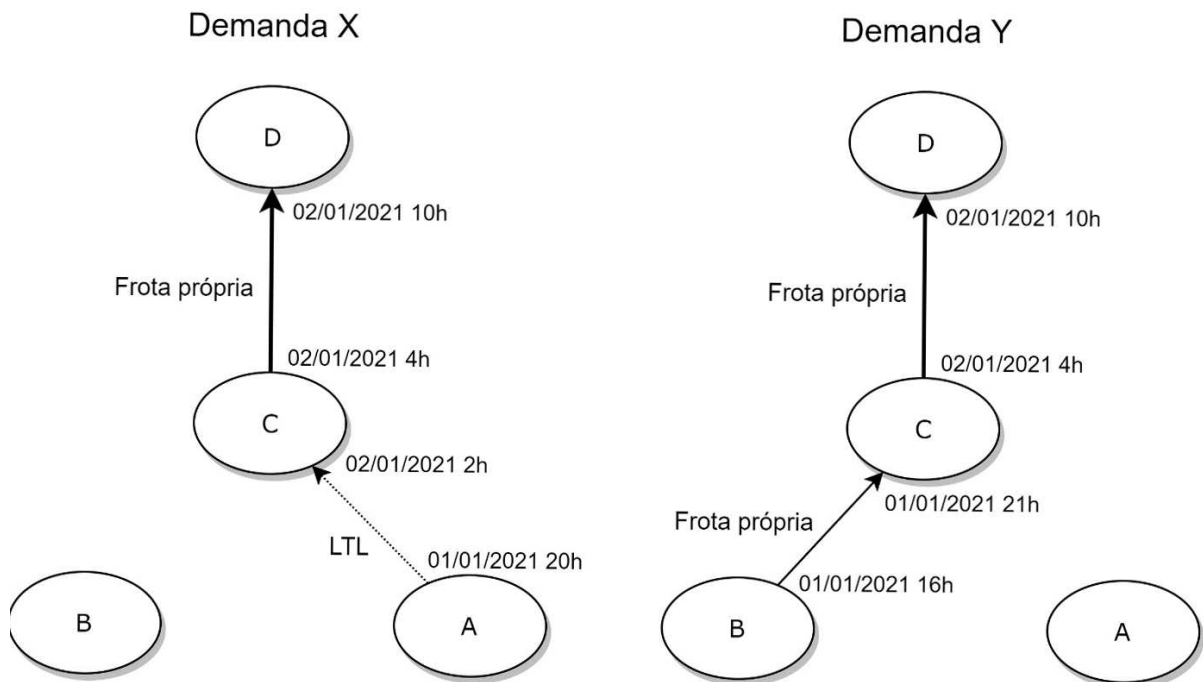 Demanda X
D
02/01/2021 10h
Frota própria
02/01/2021 4h
C
02/01/2021 2h
LTL
01/01/2021 20h
B
A
Demanda Y
D
02/01/2021 10h
Frota própria
02/01/2021 4h
C
01/01/2021 21h
Frota própria
01/01/2021 16h
B
A